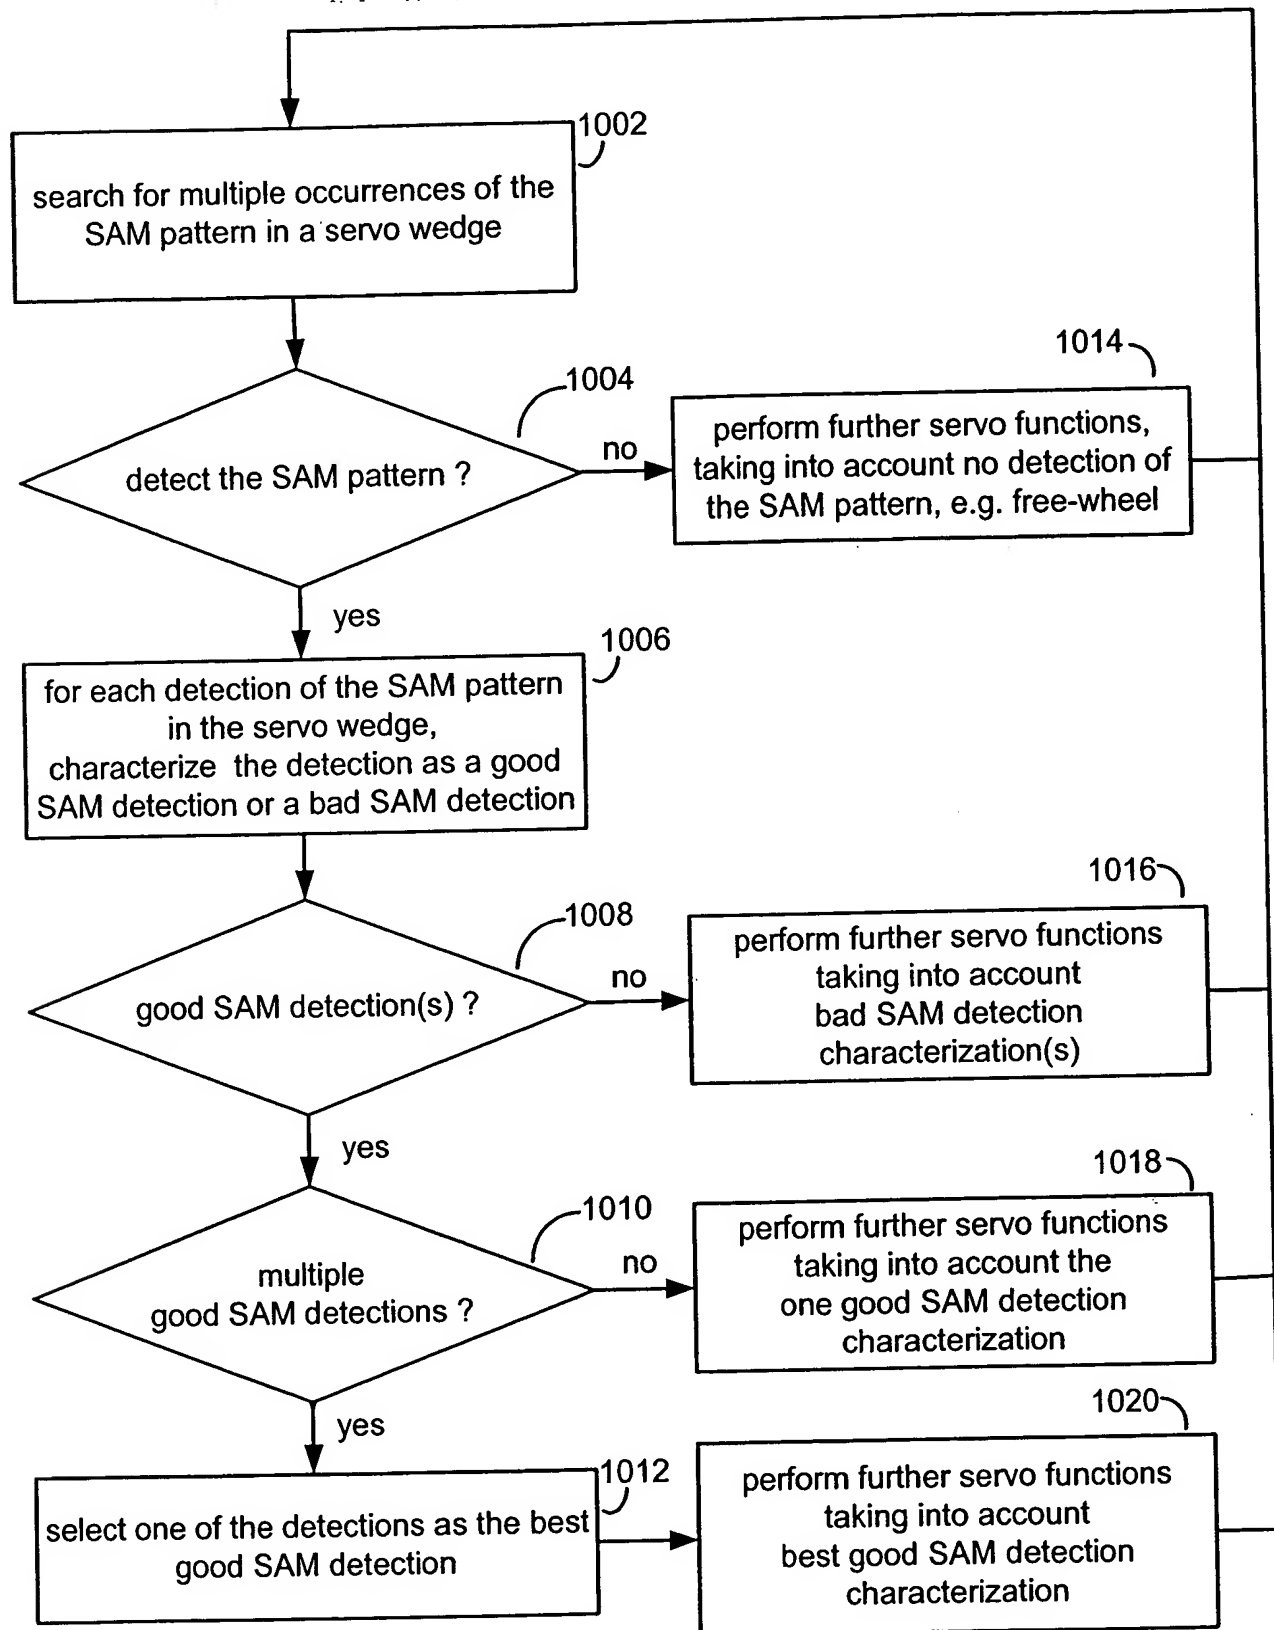 1002
search for multiple occurrences of the
SAM pattern in a servo wedge
1004
detect the SAM pattern ?
no
1014
perform further servo functions,
taking into account no detection of
the SAM pattern, e.g. free-wheel
yes
1006
for each detection of the SAM pattern
in the servo wedge,
characterize the detection as a good
SAM detection or a bad SAM detection
1008
good SAM detection(s) ?
no
1016
perform further servo functions
taking into account
bad SAM detection
characterization(s)
yes
1010
multiple
good SAM detections ?
no
1018
perform further servo functions
taking into account the
one good SAM detection
characterization
yes
1012
select one of the detections as the best
good SAM detection
1020
perform further servo functions
taking into account
best good SAM detection
characterization